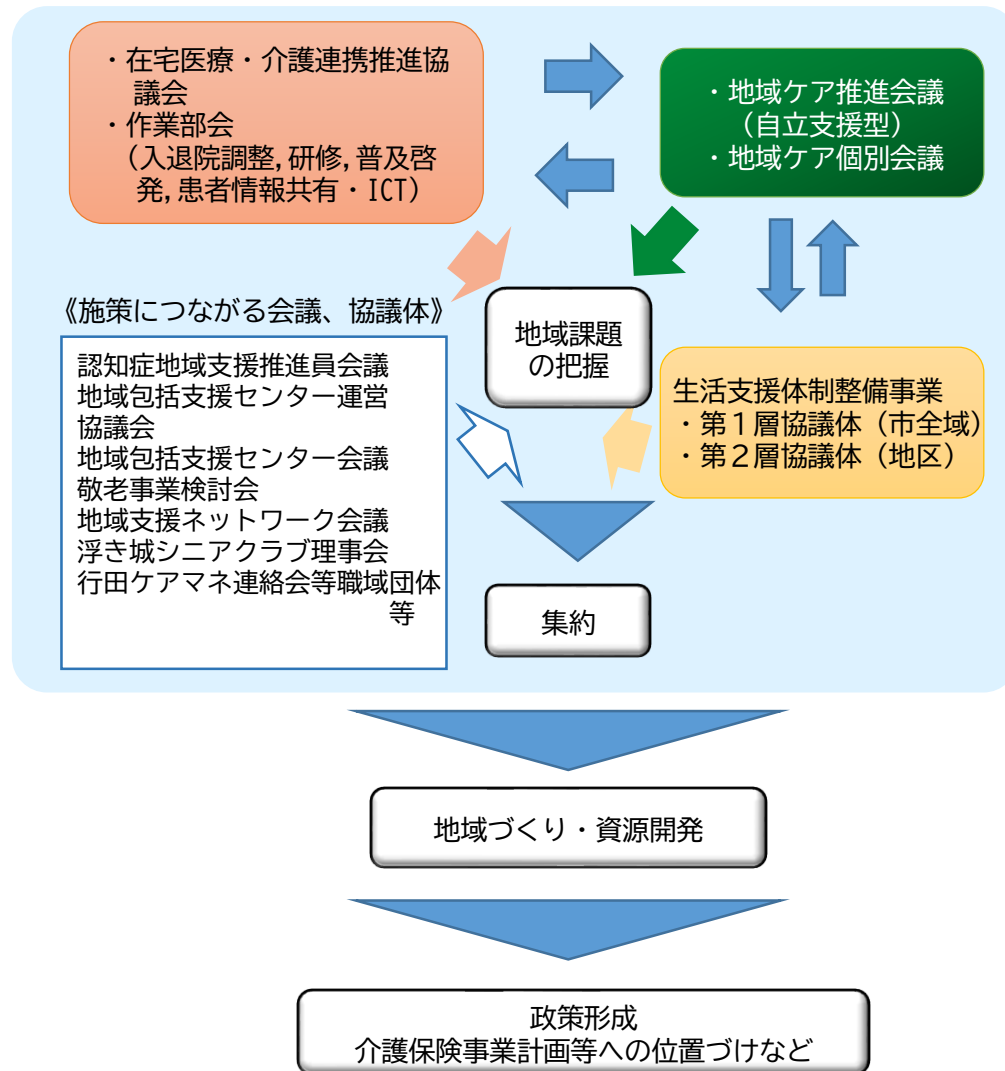 ・在宅医療・介護連携推進協
議会
・作業部会
（入退院調整,研修,普及啓
発,患者情報共有・ICT）
・地域ケア推進会議
（自立支援型）
・地域ケア個別会議
《施策につながる会議、協議体》
認知症地域支援推進員会議
地域包括支援センター運営
協議会
地域包括支援センター会議
敬老事業検討会
地域支援ネットワーク会議
浮き城シニアクラブ理事会
行田ケアマネ連絡会等職域団体
等
地域課題
の把握
生活支援体制整備事業
・第１層協議体（市全域）
・第２層協議体（地区）
集約
地域づくり・資源開発
政策形成
介護保険事業計画等への位置づけなど